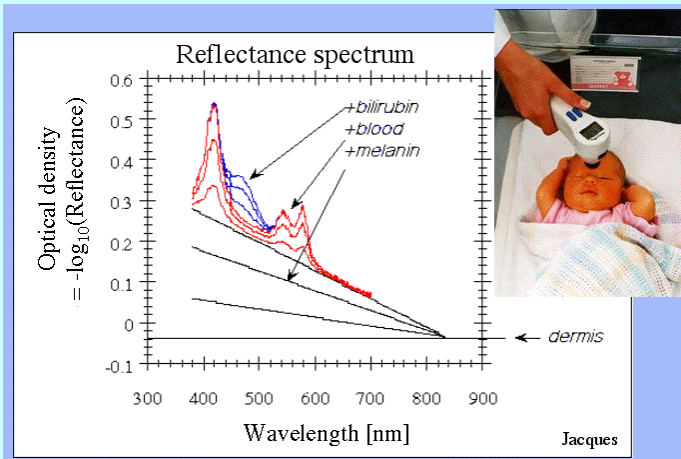 Reflectance spectrum
Optical density
= -log10(Reflectance)
0.6
0.5
0.4
0.3
0.2
0.1
0
-0.1
+bilirubin
+blood
+melanin
dermis
300 400 500 600 700 800 900
Wavelength [nm]
Jacques